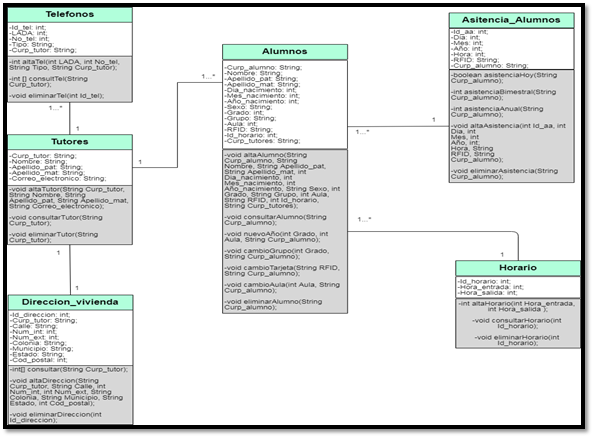 Telefonos
-Id_tel: int;
-LADA: int;
-No_tel: int;
-Tipo: String;
-Curp_tutor: String;
-int altaTel(int LADA, int No_tel,
String Tipo, String Curp_tutor);
-int [] consultTel(String
Curp_tutor);
-void eliminarTel(int Id_tel);
1...*
1
Tutores
-Curp_tutor: String;
-Nombre: String;
-Apellido_pat: String;
-Apellido_mat: String;
-Correo_electronico: String;
-void altaTutor(String Curp_tutor,
String Nombre, String
Apellido_pat, String Apellido_mat,
String Correo_electronico);
-void consultarTutor(String
Curp_tutor);
-void eliminarTutor(String
Curp_tutor);
1
1
Direccion_vivienda
-Id_direccion: int;
-Curp_tutor: String;
-Calle: String;
-Num_int: int;
-Num_ext: int;
-Colonia: String;
-Municipio: String;
-Estado: String;
-Cod_postal: int;
-int[] consultar(String Curp_tutor);
-void altaDireccion(String
Curp_tutor, String Calle, int
Num_int, int Num_ext, String
Colonia, String Municipio, String
Estado, int Cod_postal);
-void eliminarDireccion(int
Id_direccion);
1
1...*
Alumnos
-Curp_alumno: String;
-Nombre: String;
-Apellido_pat: String;
-Apellido_mat: String;
-Dia_nacimiento: int;
-Mes_nacimiento: int;
-Año_nacimiento: int;
-Sexo: String;
-Grado: int;
-Grupo: String;
-Aula: int;
-RFID: String;
-Id_horario: int;
-Curp_tutores: String;
-void altaAlumno(String
Curp_alumno, String
Nombre, String Apellido_pat,
String Apellido_mat, int
Dia_nacimiento, int
Mes_nacimiento, int
Año_nacimiento, String Sexo, int
Grado, String Grupo, int Aula,
String RFID, int Id_horario,
String Curp_tutores);
-void consultarAlumno(String
Curp_alumno);
-void nuevoAño(int Grado, int
Aula, String Curp_alumno);
-void cambioGrupo(int Grado,
String Curp_alumno);
-void cambioTarjeta(String RFID,
String Curp_alumno);
-void cambioAula(int Aula, String
Curp_alumno);
-void eliminarAlumno(String
Curp_alumno);
1...*
1
1...*
1
Asitencia_Alumnos
-Id_aa: int;
-Dia: int;
-Mes: int;
-Año: int;
-Hora: int;
-RFID: String;
-Curp_alumno: String;
-boolean asistenciaHoy(String
Curp_alumno);
-int asistenciaBimestral(String
Curp_alumno);
-int asistenciaAnual(String
Curp_alumno);
-void altaAsistencia(int Id_aa, int
Dia, int
Mes, int
Año, int;
Hora, String
RFID, String
Curp_alumno);
-void eliminarAsistencia(String
Curp_alumno);
Horario
-Id_horario: int;
-Hora_entrada: int;
-Hora_salida: int;
-int altaHorario(int Hora_entrada,
int Hora_salida );
-void consultarHorario(int
Id_horario);
-void eliminarHorario(int
Id_horario);